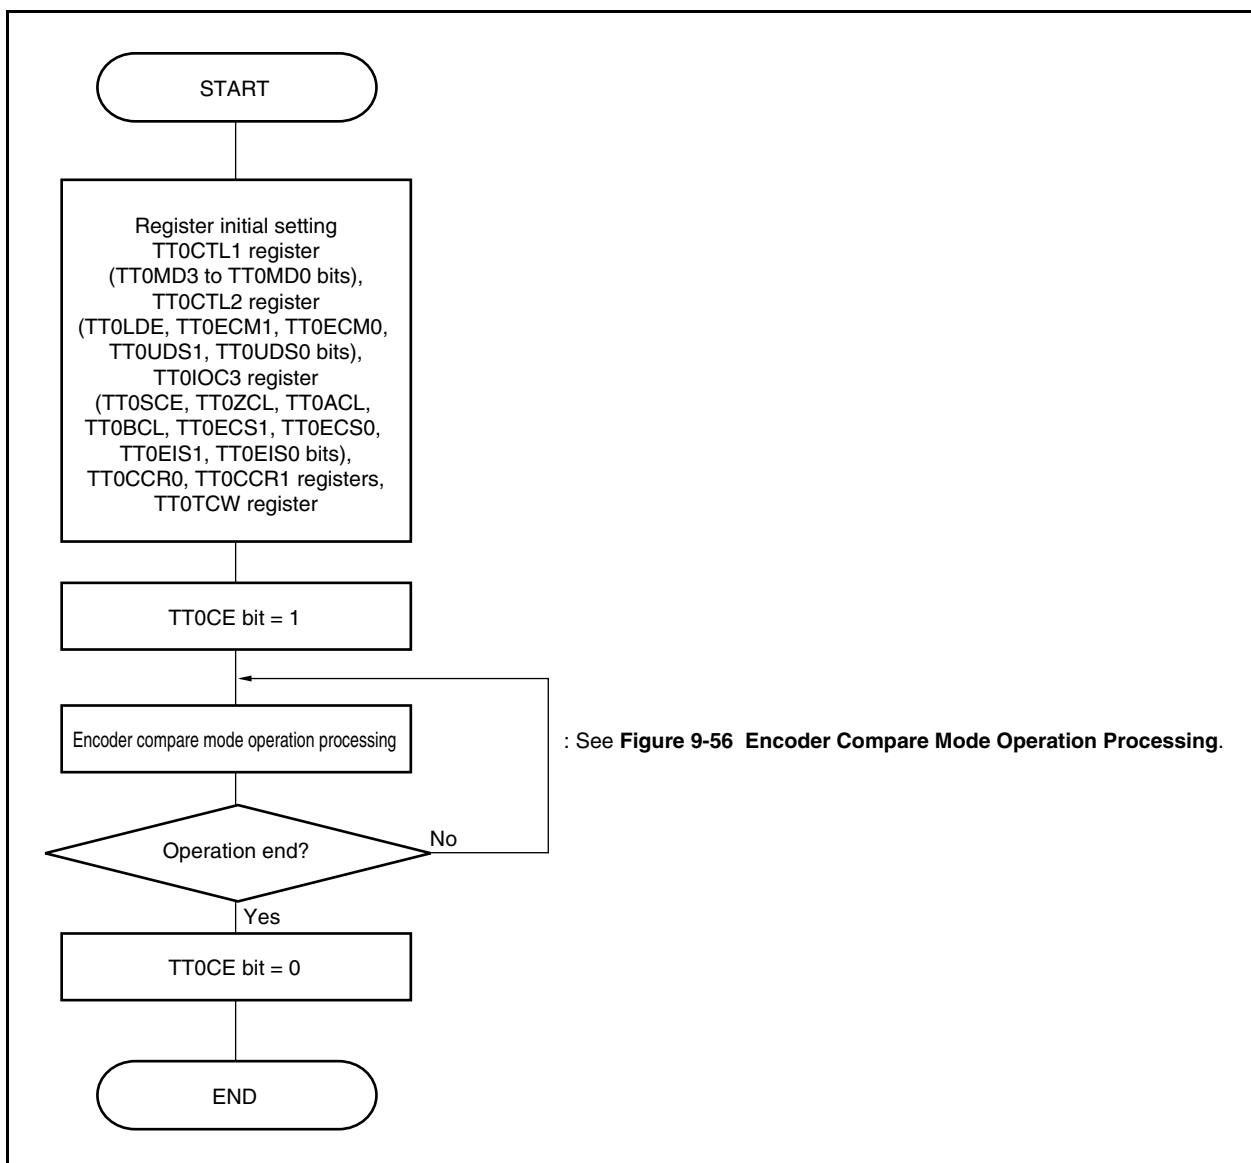 START
Register initial setting
TT0CTL1 register
(TT0MD3 to TT0MD0 bits),
TT0CTL2 register
(TT0LDE, TT0ECM1, TT0ECM0,
TT0UDS1, TT0UDS0 bits),
TT0IOC3 register
(TT0SCE, TT0ZCL, TT0ACL,
TT0BCL, TT0ECS1, TT0ECS0,
TT0EIS1, TT0EIS0 bits),
TT0CCR0, TT0CCR1 registers,
TT0TCW register
TT0CE bit = 1
Encoder compare mode operation processing
: See Figure 9-56 Encoder Compare Mode Operation Processing.
Operation end?
No
Yes
TT0CE bit = 0
END